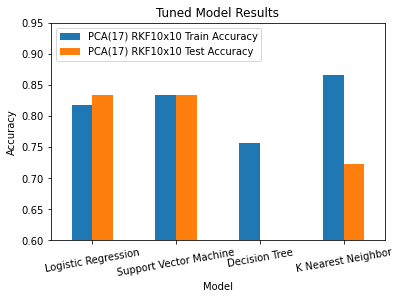 Tuned Model Results
PCA(17) RKF10x10 Train Accuracy
PCA(17) RKF10x10 Test Accuracy
0.95
0.90
0.85
0.80
0.75
0.70
0.65
0.60
Accuracy
Logistic Regression
Support Vector Machine
Decision Tree
K Nearest Neighbor
Model